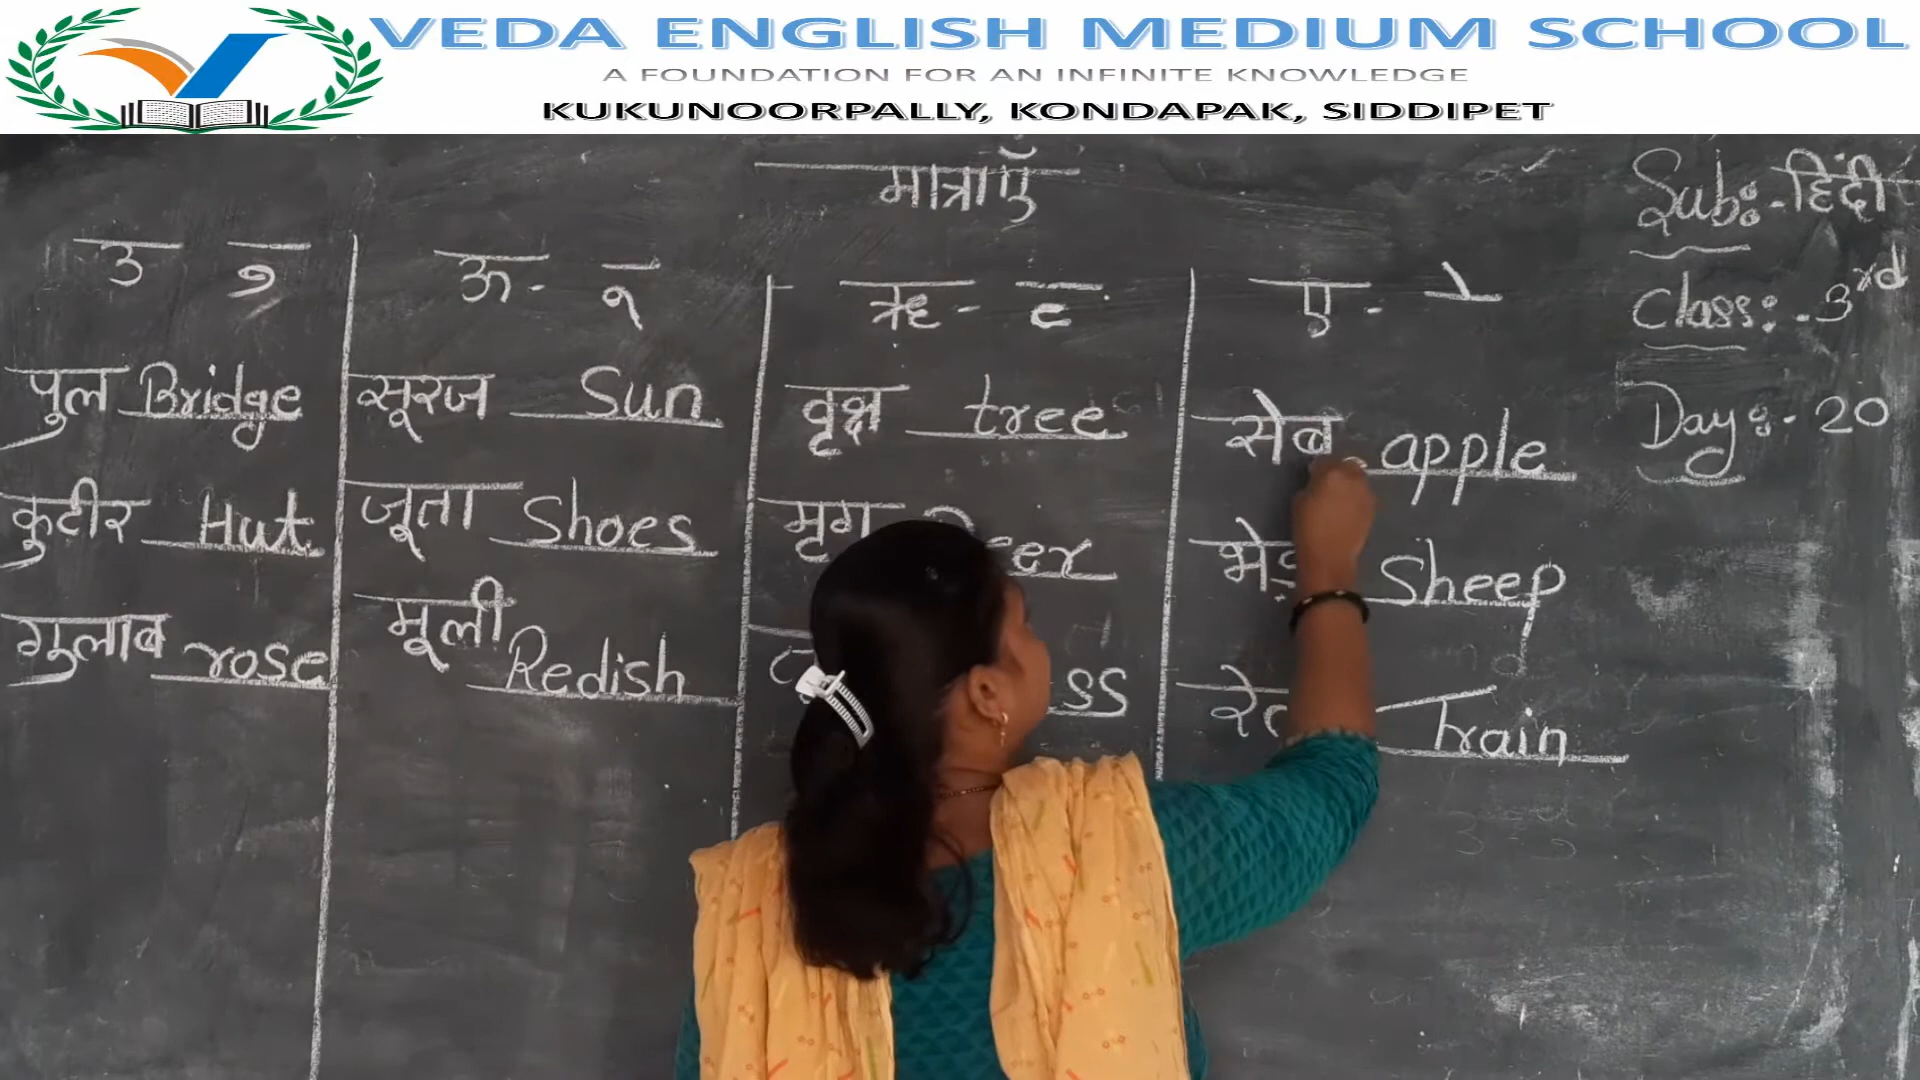 VEDA ENGLISH MEDIUM SCHOOL
A FOUNDATION FOR AN INFINITE KNOWLEDGE
KUKUNOORPALLY, KONDAPAK, SIDDIPET
मात्राएँ
Sub:- हिंदी
Class:- 3rd
Day:- 20
उ ु
पुल Bridge
कुटीर Hut
गुलाब rose
ऊ - ू
सूरज Sun
जूता Shoes
मूली Redish
ऋ - ृ
वृक्ष tree
मृग
ए - े
सेब apple
भेड़ Sheep
Train